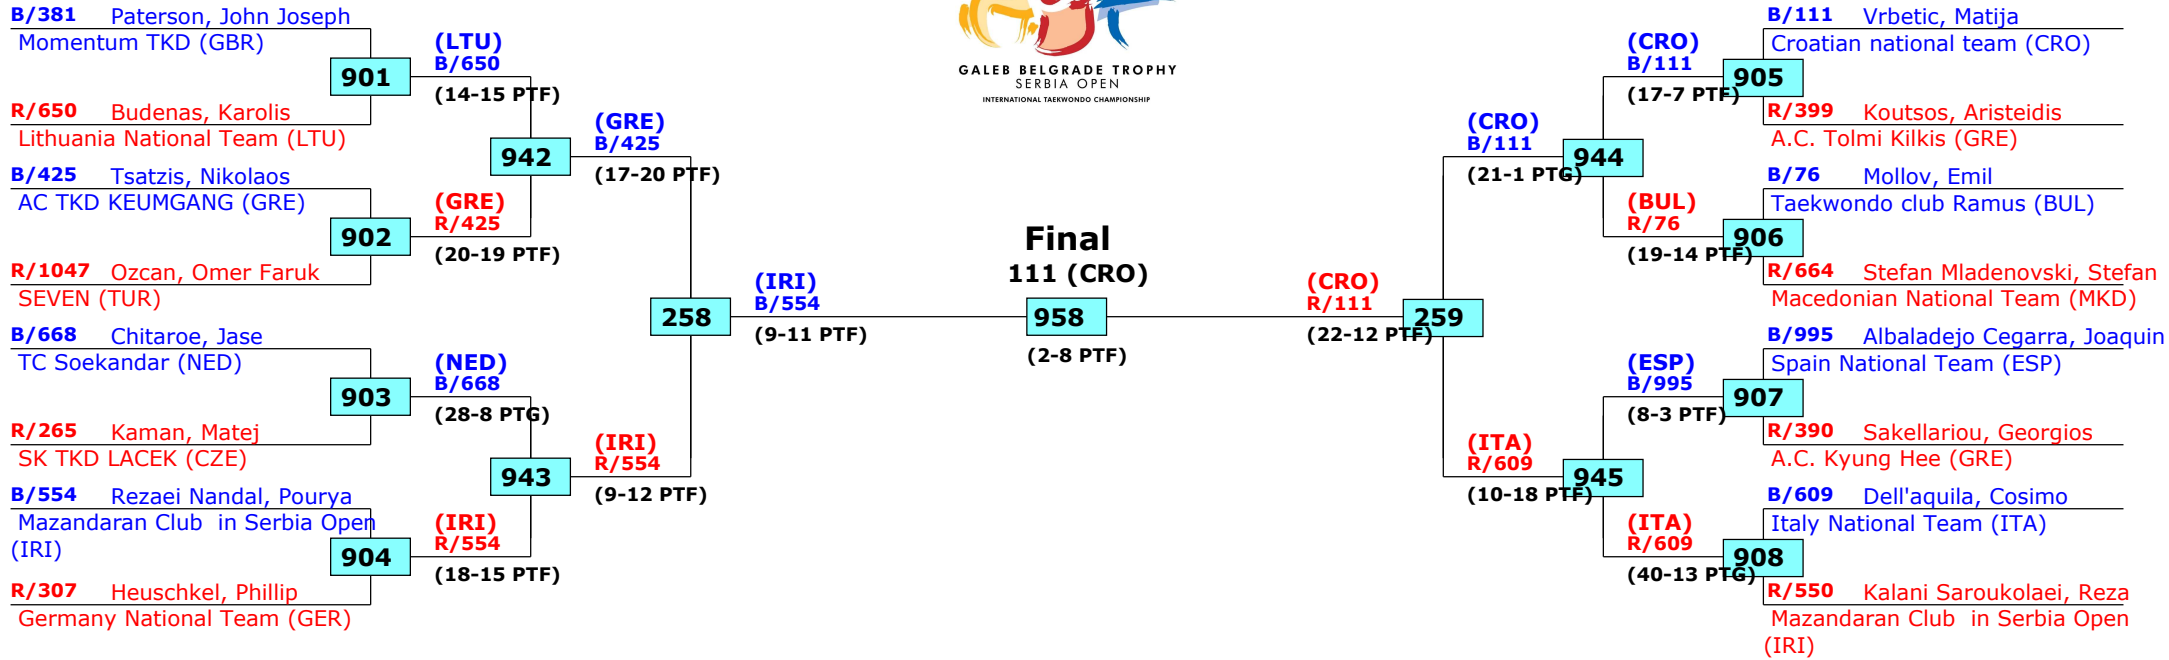 B/381 Paterson, John Joseph
Momentum TKD (GBR)
901
R/650 Budenas, Karolis
Lithuania National Team (LTU)
B/425 Tsatzis, Nikolaos
AC TKD KEUMGANG (GRE)
902
R/1047 Ozcan, Omer Faruk
SEVEN (TUR)
B/668 Chitaroe, Jase
TC Soekandar (NED)
903
R/265 Kaman, Matej
SK TKD LACEK (CZE)
B/554 Rezaei Nandal, Pourya
Mazandaran Club in Serbia Open
(IRI)
904
R/307 Heuschkel, Phillip
Germany National Team (GER)
(LTU)
B/650
(14-15 PTF)
942
(GRE)
R/425
(20-19 PTF)
(NED)
B/668
(28-8 PTG)
943
(IRI)
R/554
(18-15 PTF)
(GRE)
B/425
(17-20 PTF)
258
(IRI)
R/554
(9-12 PTF)
(IRI)
B/554
(9-11 PTF)
GALEB BELGRADE TROPHY
SERBIA OPEN
INTERNATIONAL TAEKWONDO CHAMPIONSHIP
Final
111 (CRO)
958
(2-8 PTF)
(CRO)
R/111
(22-12 PTF)
259
(CRO)
B/111
(21-1 PTG)
944
(ITA)
R/609
(10-18 PTF)
945
(CRO)
B/111
(17-7 PTF)
905
(BUL)
R/76
(19-14 PTF)
906
(ESP)
B/995
(8-3 PTF)
907
(ITA)
R/609
(40-13 PTG)
908
B/111 Vrbetic, Matija
Croatian national team (CRO)
R/399 Koutsos, Aristeidis
A.C. Tolmi Kilkis (GRE)
B/76 Mollov, Emil
Taekwondo club Ramus (BUL)
R/664 Stefan Mladenovski, Stefan
Macedonian National Team (MKD)
B/995 Albaladejo Cegarra, Joaquin
Spain National Team (ESP)
R/390 Sakellariou, Georgios
A.C. Kyung Hee (GRE)
B/609 Dell'aquila, Cosimo
Italy National Team (ITA)
R/550 Kalani Saroukolaei, Reza
Mazandaran Club in Serbia Open
(IRI)